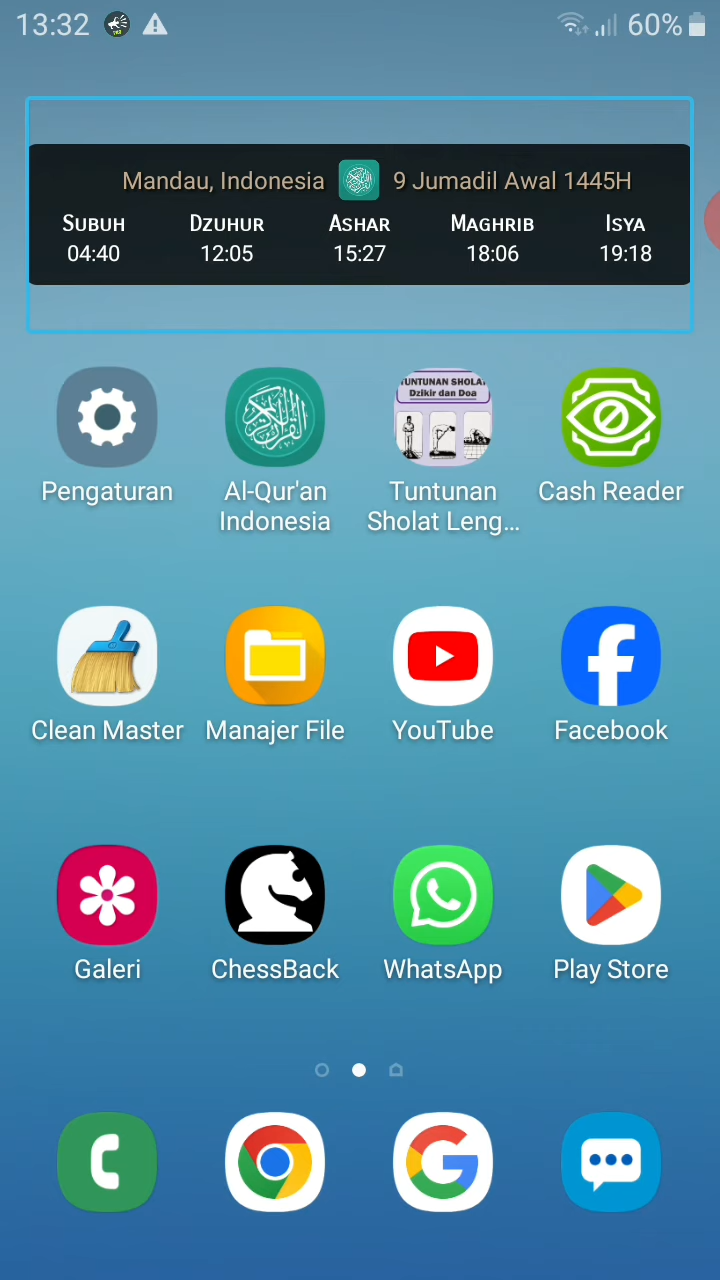 13:32 60%
Mandau, Indonesia 9 Jumadil Awal 1445H
SUBUH DZUHUR ASHAR MAGHRIB ISYA
04:40 12:05 15:27 18:06 19:18
TUNTUNAN SHOLAT
Dzikir dan Doa
Pengaturan Al-Qur'an Indonesia Tuntunan Sholat Leng... Cash Reader
Clean Master Manajer File YouTube Facebook
Galeri ChessBack WhatsApp Play Store